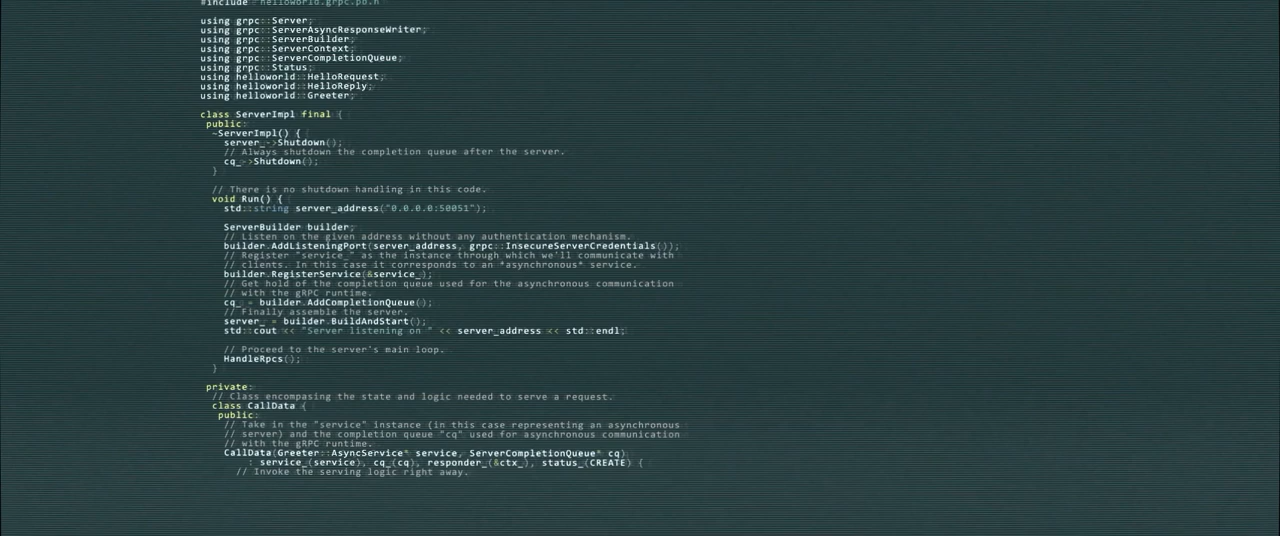 #include "helloworld.grpc.pb.h"
using grpc::Server;
using grpc::ServerAsyncResponseWriter;
using grpc::ServerBuilder;
using grpc::ServerContext;
using grpc::ServerCompletionQueue;
using grpc::Status;
using helloworld::HelloRequest;
using helloworld::HelloReply;
using helloworld::Greeter;
class ServerImpl final {
public:
~ServerImpl() {
server_->Shutdown();
// Always shutdown the completion queue after the server.
cq_->Shutdown();
}
// There is no shutdown handling in this code.
void Run() {
std::string server_address("0.0.0.0:50051");
ServerBuilder builder;
// Listen on the given address without any authentication mechanism.
builder.AddListeningPort(server_address, grpc::InsecureServerCredentials());
// Register "service_" as the instance through which we'll communicate with
// clients. In this case it corresponds to an *asynchronous* service.
builder.RegisterService(&service_);
// Get hold of the completion queue used for the asynchronous communication
// with the gRPC runtime.
cq_ = builder.AddCompletionQueue();
// Finally assemble the server.
server_ = builder.BuildAndStart();
std::cout << "Server listening on " << server_address << std::endl;
// Proceed to the server's main loop.
HandleRpcs();
}
private:
// Class encompasing the state and logic needed to serve a request.
class CallData {
public:
// Take in the "service" instance (in this case representing an asynchronous
// server) and the completion queue "cq" used for asynchronous communication
// with the gRPC runtime.
CallData(Greeter::AsyncService* service, ServerCompletionQueue* cq)
: service_(service), cq_(cq), responder_(&ctx_), status_(CREATE) {
// Invoke the serving logic right away.